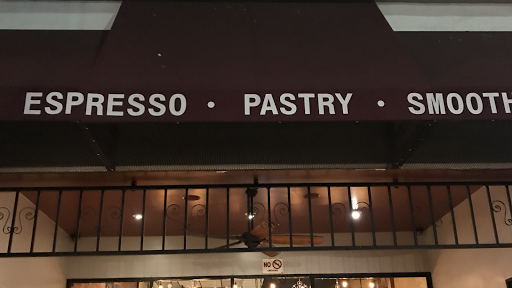 ESPRESSO • PASTRY • SMOOTH
NO